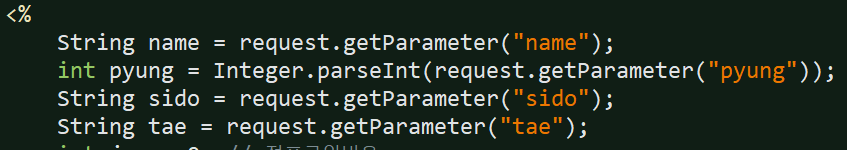 <%
String name = request.getParameter("name");
int pyung = Integer.parseInt(request.getParameter("pyung"));
String sido = request.getParameter("sido");
String tae = request.getParameter("tae");